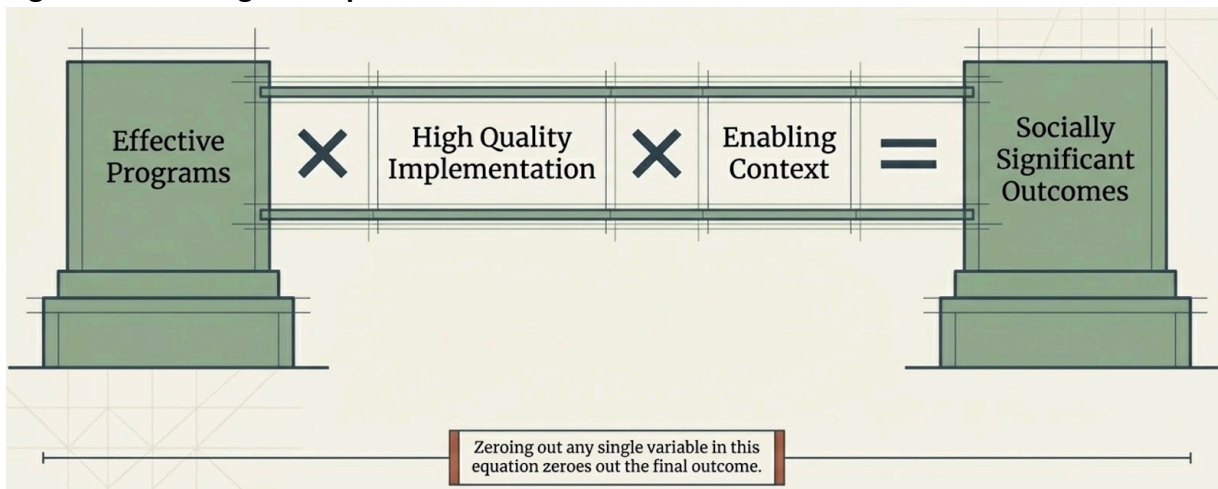 Effective
Programs
×
High Quality
Implementation
×
Enabling
Context
=
Socially
Significant
Outcomes
Zeroing out any single variable in this
equation zeroes out the final outcome.